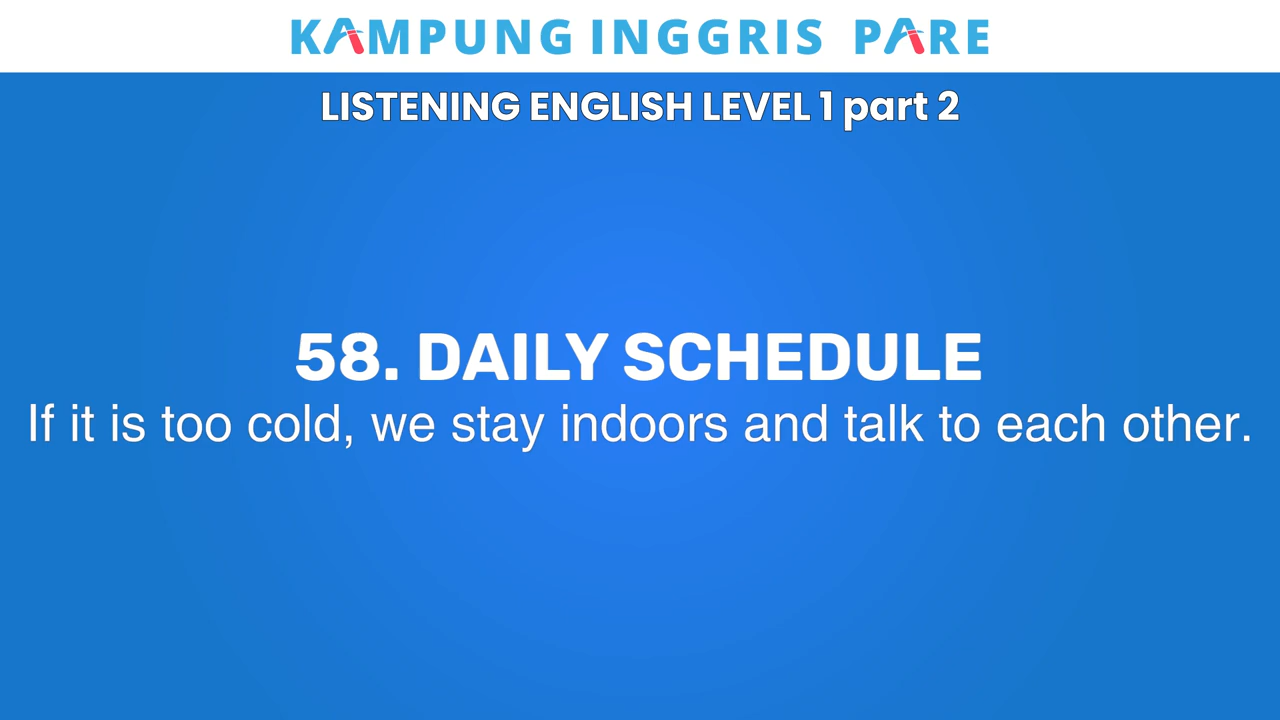 KAMPUNG INGGRIS PARE
LISTENING ENGLISH LEVEL 1 part 2
58. DAILY SCHEDULE
If it is too cold, we stay indoors and talk to each other.